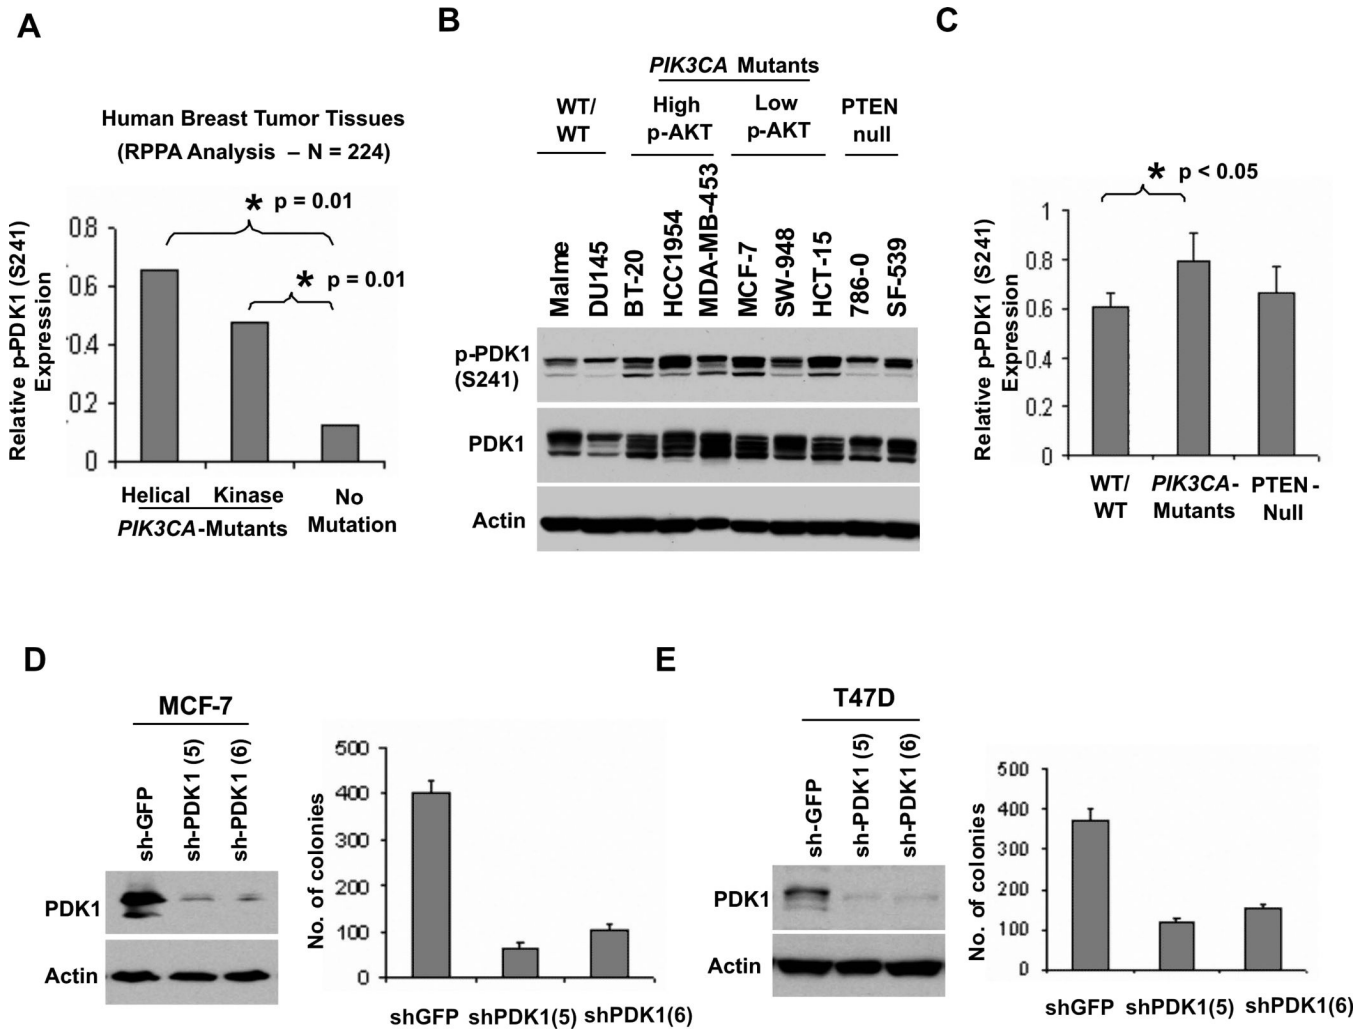 A
Human Breast Tumor Tissues
(RPPA Analysis – N = 224)
* p = 0.01
* p = 0.01
Relative p-PDK1 (S241)
Expression
0.8
0.6
0.4
0.2
0
Helical Kinase No
PIK3CA-Mutants Mutation
B
PIK3CA Mutants
WT/ High Low PTEN
WT p-AKT p-AKT null
Malme
DU145
BT-20
HCC1954
MDA-MB-453
MCF-7
SW-948
HCT-15
786-0
SF-539
p-PDK1
(S241)
PDK1
Actin
C
* p < 0.05
Relative p-PDK1 (S241)
Expression
1
0.8
0.6
0.4
0.2
0
WT/ PIK3CA- PTEN -
WT Mutants Null
D
MCF-7
sh-GFP
sh-PDK1 (5)
sh-PDK1 (6)
PDK1
Actin
No. of colonies
500
400
300
200
100
0
shGFP shPDK1(5) shPDK1(6)
E
T47D
sh-GFP
sh-PDK1 (5)
sh-PDK1 (6)
PDK1
Actin
No. of colonies
500
400
300
200
100
0
shGFP shPDK1(5) shPDK1(6)